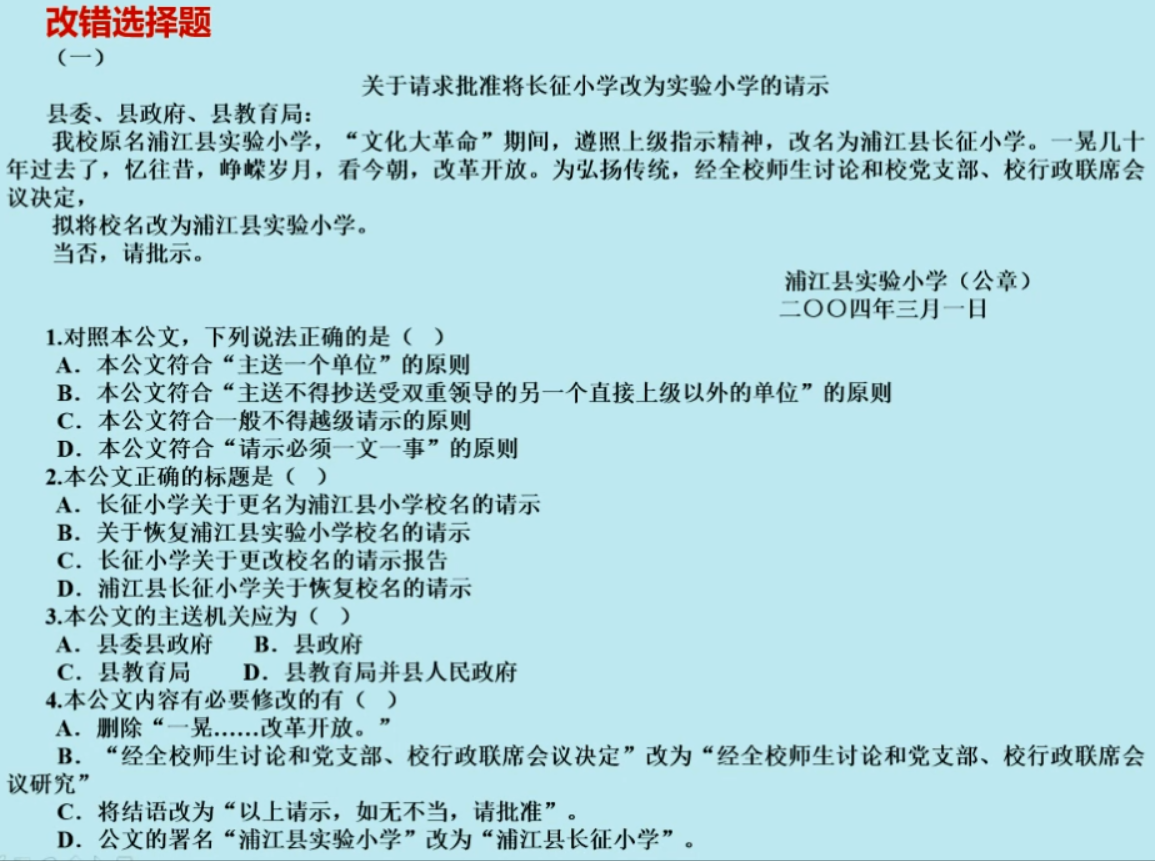 改错选择题
（一）
关于请求批准将长征小学改为实验小学的请示
县委、县政府、县教育局：
我校原名浦江县实验小学，“文化大革命”期间，遵照上级指示精神，改名为浦江县长征小学。一晃几十
年过去了，忆往昔，峥嵘岁月，看今朝，改革开放。为弘扬传统，经全校师生讨论和校党支部、校行政联席会
议决定，
拟将校名改为浦江县实验小学。
当否，请批示。
浦江县实验小学（公章）
二〇〇四年三月一日
1.对照本公文，下列说法正确的是（ ）
A．本公文符合“主送一个单位”的原则
B．本公文符合“主送不得抄送受双重领导的另一个直接上级以外的单位”的原则
C．本公文符合一般不得越级请示的原则
D．本公文符合“请示必须一文一事”的原则
2.本公文正确的标题是（ ）
A．长征小学关于更名为浦江县小学校名的请示
B．关于恢复浦江县实验小学校名的请示
C．长征小学关于更改校名的请示报告
D．浦江县长征小学关于恢复校名的请示
3.本公文的主送机关应为（ ）
A．县委县政府 B．县政府
C．县教育局 D．县教育局并县人民政府
4.本公文内容有必要修改的有（ ）
A．删除“一晃……改革开放。”
B．“经全校师生讨论和党支部、校行政联席会议决定”改为“经全校师生讨论和党支部、校行政联席会
议研究”
C．将结语改为“以上请示，如无不当，请批准”。
D．公文的署名“浦江县实验小学”改为“浦江县长征小学”。